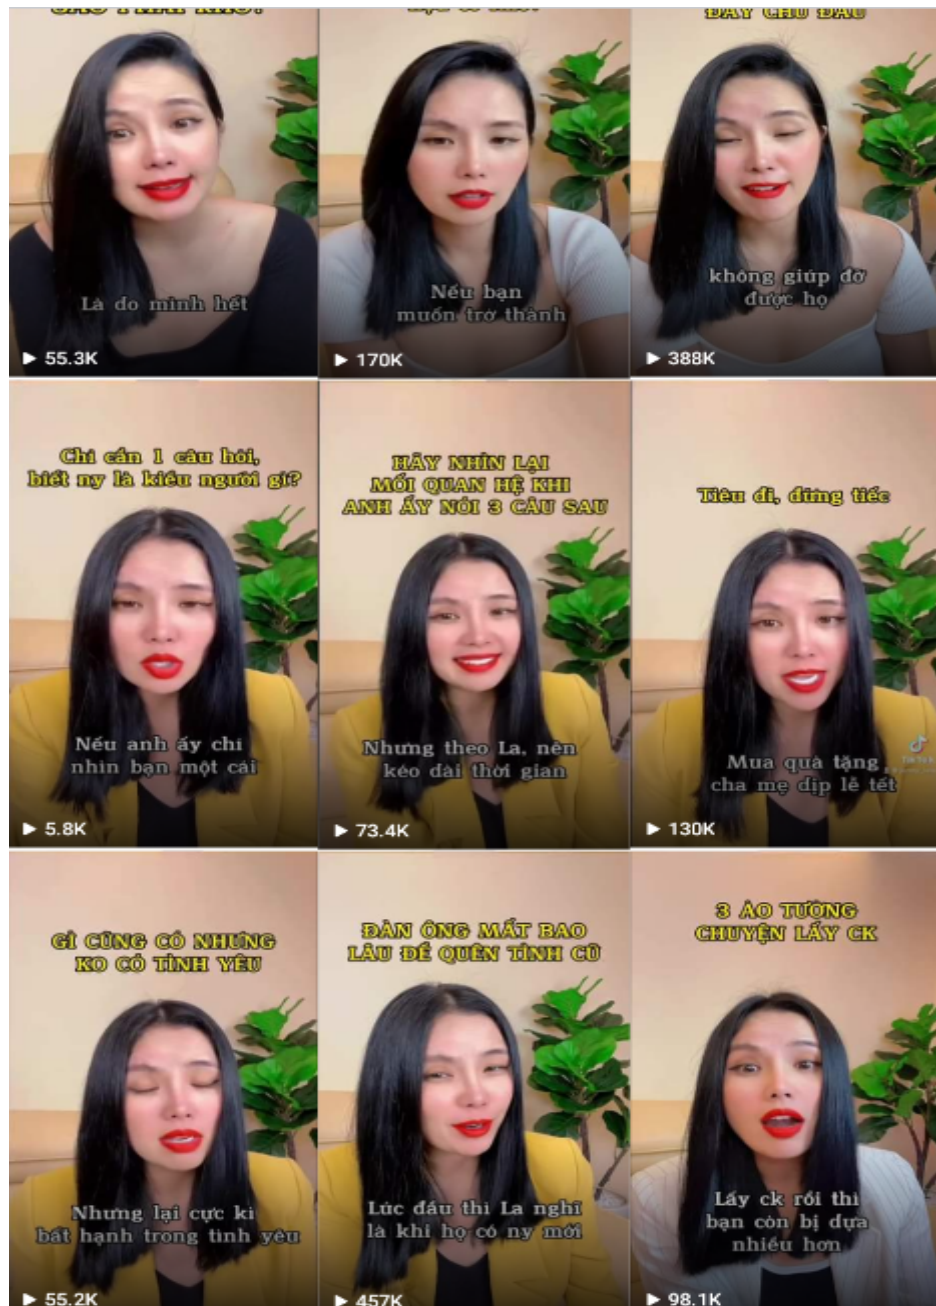 Là do mình hết
55.3K
Nếu bạn
muốn trở thành
170K
ĐÂY CHỦ ĐÂU
không giúp đỡ
được họ
388K
Chỉ cần 1 câu hỏi,
biết ny là kiểu người gì?
Nếu anh ấy chỉ
nhìn bạn một cái
5.8K
HÃY NHÌN LẠI
MỐI QUAN HỆ KHI
ANH ẤY NÓI 3 CÂU SAU
Nhưng theo La, nên
kéo dài thời gian
73.4K
Tiêu đi, đừng tiếc
Mua quà tặng
cha mẹ dịp lễ tết
130K
GÌ CŨNG CÓ NHƯNG
KO CÓ TÌNH YÊU
Nhưng lại cực kì
bất hạnh trong tình yêu
55.2K
ĐÀN ÔNG MẤT BAO
LÂU ĐỂ QUÊN TÌNH CŨ
Lúc đầu thì La nghĩ
là khi họ có ny mới
457K
3 ẢO TƯỞNG
CHUYỆN LẤY CK
Lấy ck rồi thì
bạn còn bị dựa
nhiều hơn
98.1K